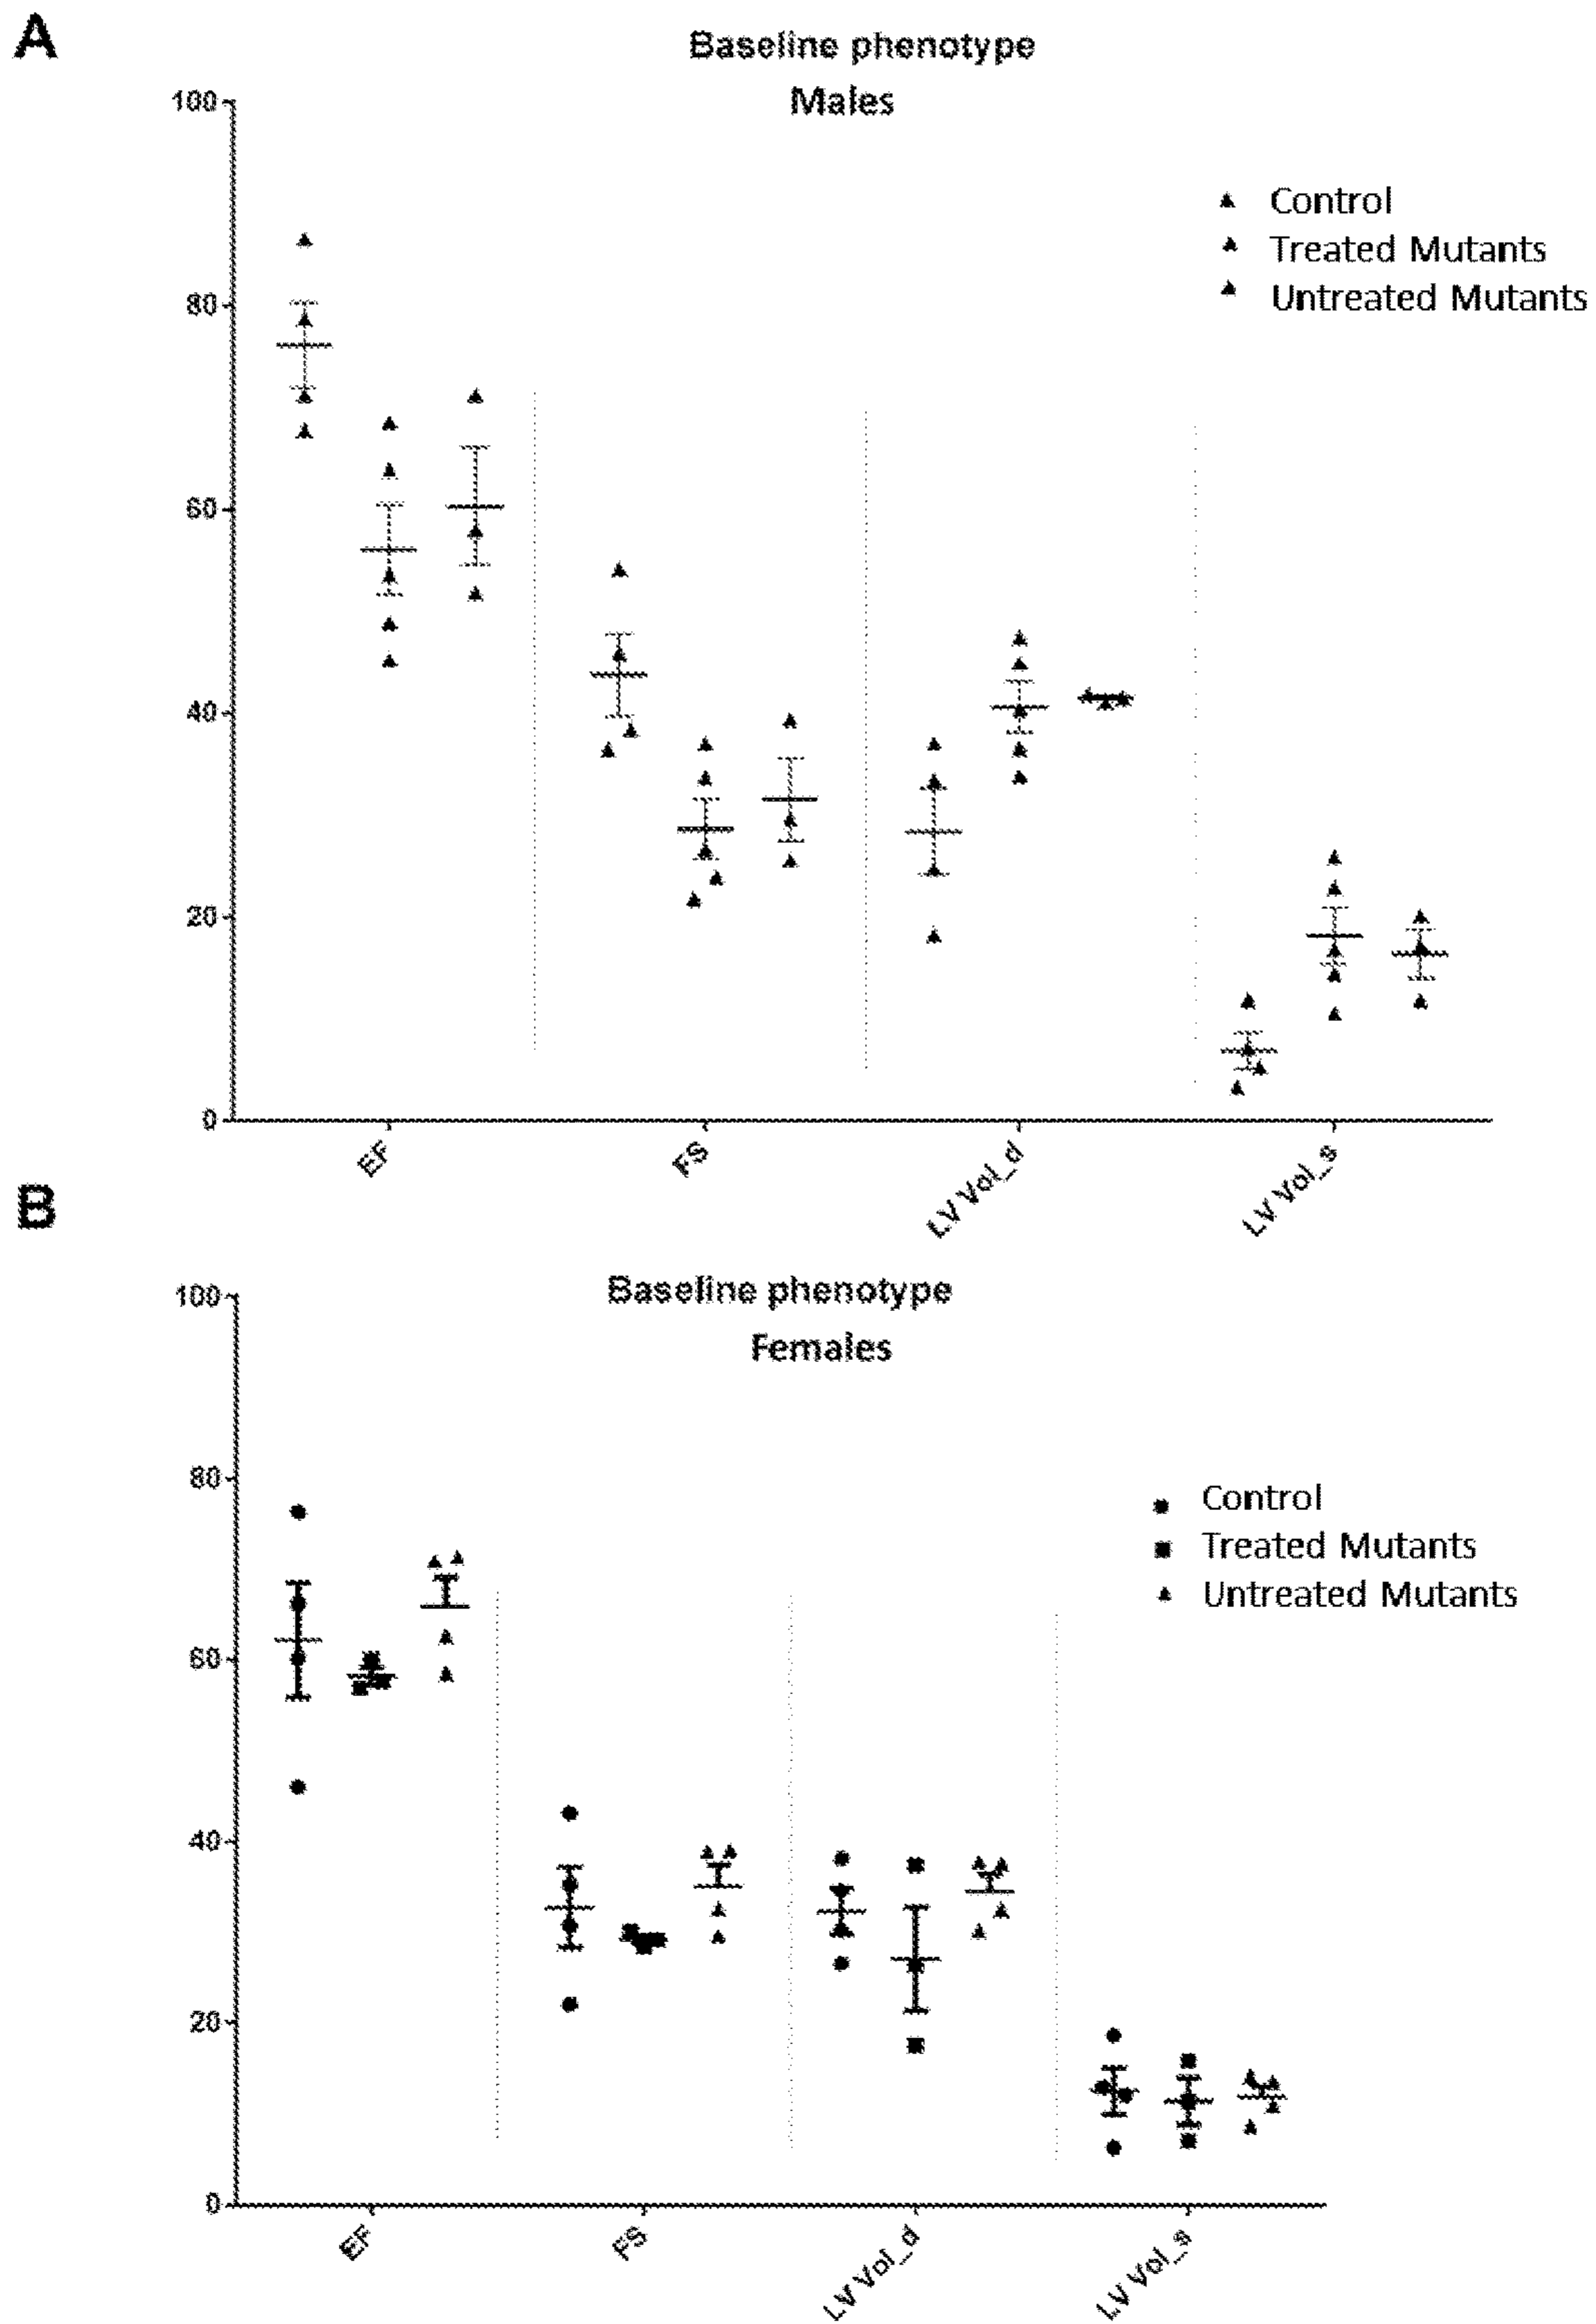 A
Baseline phenotype
Males
100
80
60
40
20
0
Control
Treated Mutants
Untreated Mutants
EF
FS
LV Vol_d
LV Vol_s
B
Baseline phenotype
Females
100
80
60
40
20
0
Control
Treated Mutants
Untreated Mutants
EF
FS
LV Vol_d
LV Vol_s